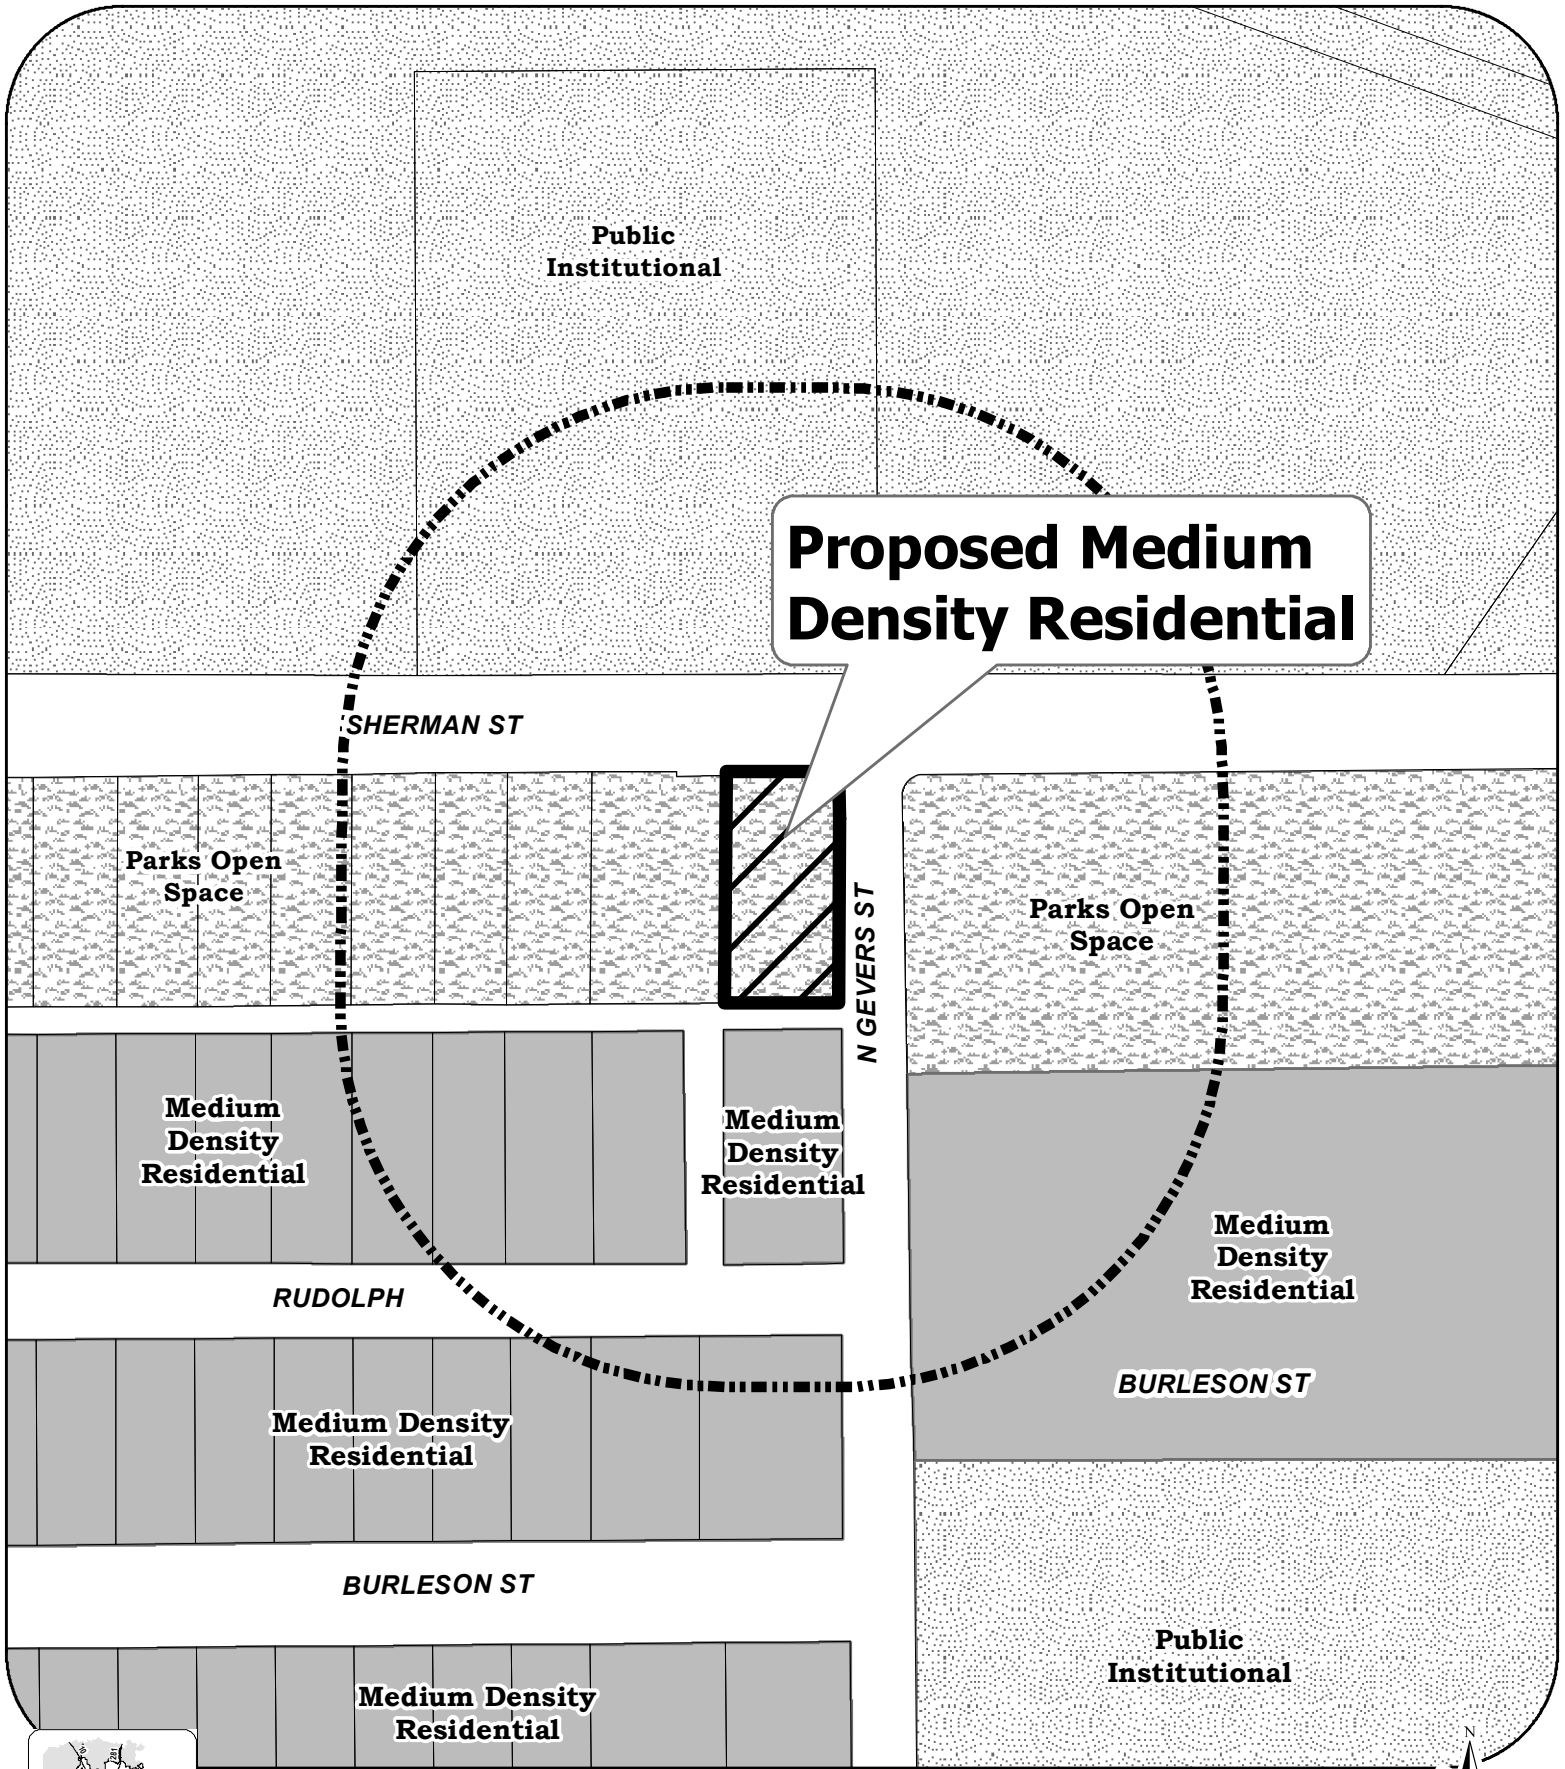 Public
Institutional
Proposed Medium
Density Residential
SHERMAN ST
Parks Open
Space
N GEVERS ST
Parks Open
Space
Medium
Density
Residential
Medium
Density
Residential
Medium
Density
Residential
RUDOLPH
BURLESON ST
Medium Density
Residential
BURLESON ST
Public
Institutional
Medium Density
Residential
281
N